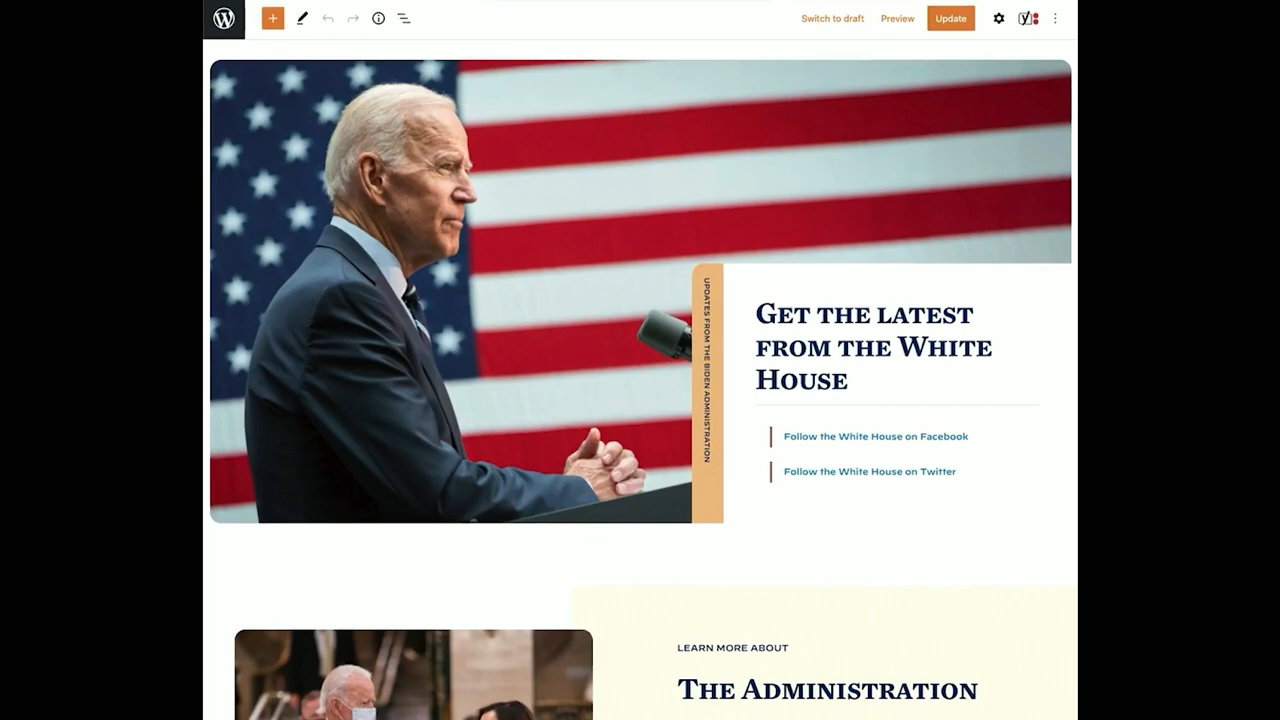 Switch to draft
Preview
Update
UPDATES FROM THE BIDEN ADMINISTRATION
GET THE LATEST
FROM THE WHITE
HOUSE
Follow the White House on Facebook
Follow the White House on Twitter
LEARN MORE ABOUT
THE ADMINISTRATION